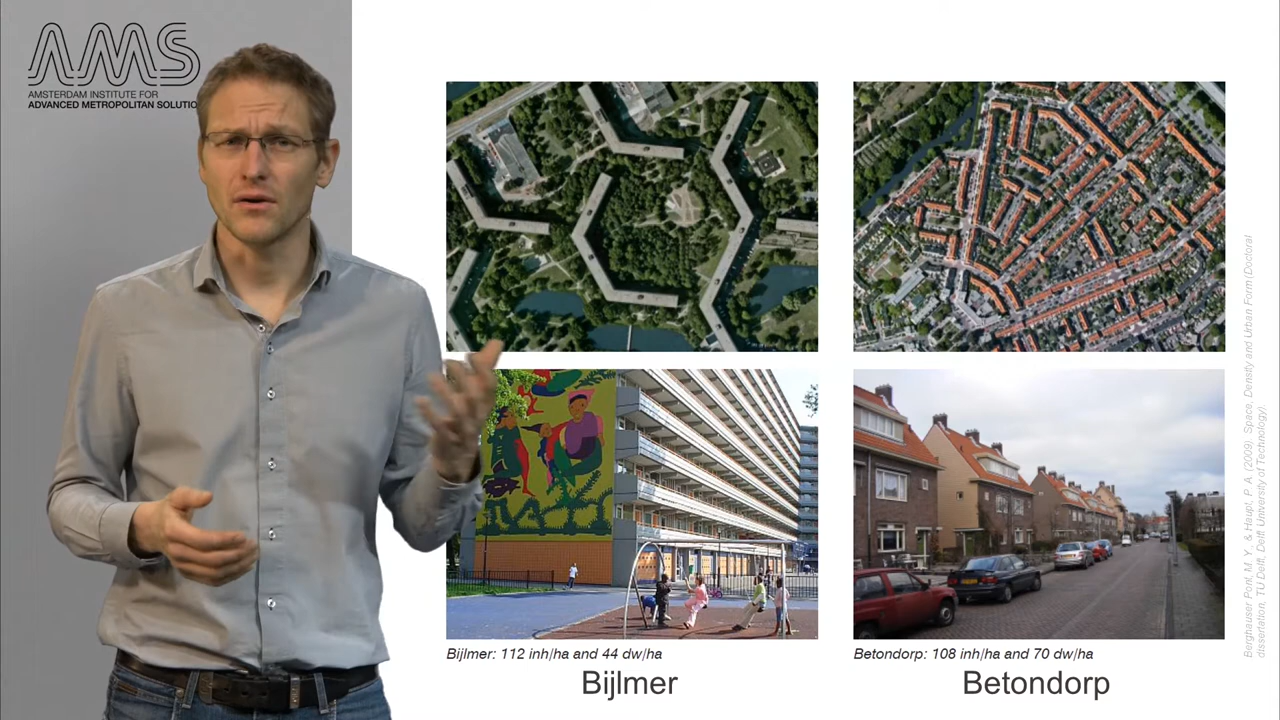 AMS
AMSTERDAM INSTITUTE FOR
ADVANCED METROPOLITAN SOLUTIO
Bijlmer: 112 inh/ha and 44 dw/ha
Bijlmer
Betondorp: 108 inh/ha and 70 dw/ha
Betondorp
Berghauser Pont, M.Y., & Haupt, P. A. (2009). Space, Density and Urban Form (Doctoral
dissertation, TU Delft, Delft University of Technology).